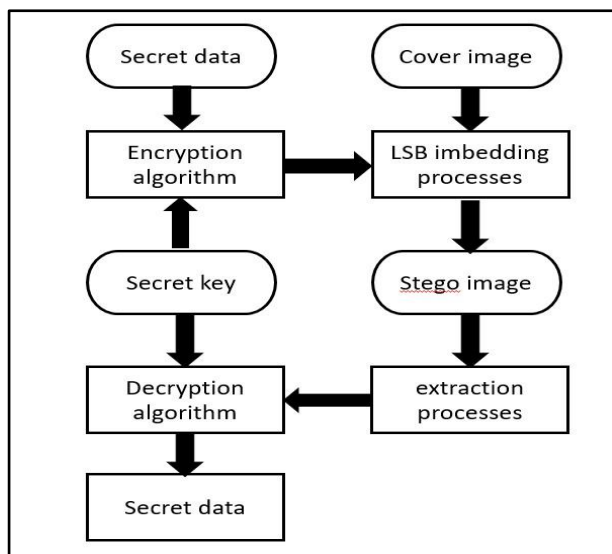 Secret data
Cover image
Encryption
algorithm
LSB imbedding
processes
Secret key
Stego image
Decryption
algorithm
extraction
processes
Secret data